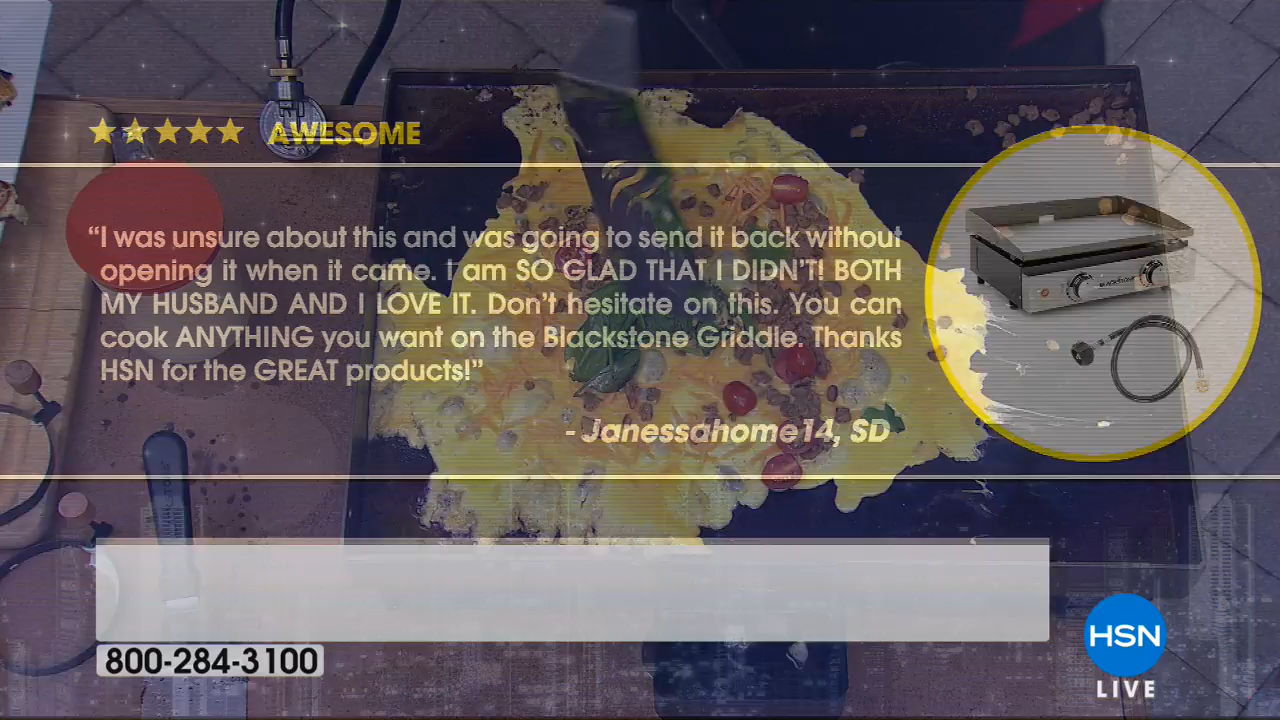 ★★★★★ AWESOME
“I was unsure about this and was going to send it back without
opening it when it came. I am SO GLAD THAT I DIDN’T! BOTH
MY HUSBAND AND I LOVE IT. Don’t hesitate on this. You can
cook ANYTHING you want on the Blackstone Griddle. Thanks
HSN for the GREAT products!”
- Janessahome14, SD
BLACKSTONE
800-284-3100
HSN
LIVE